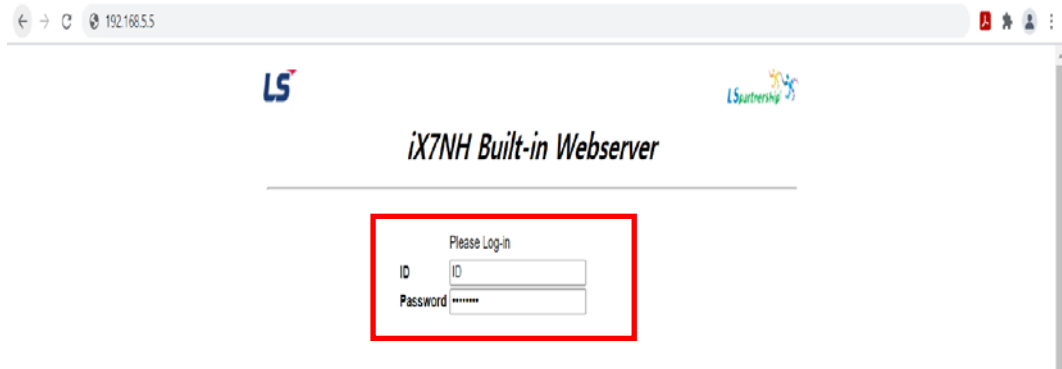 192.168.5.5
LS
LSpartnership
iX7NH Built-in Webserver
Please Log-in
ID ID
Password ••••••••